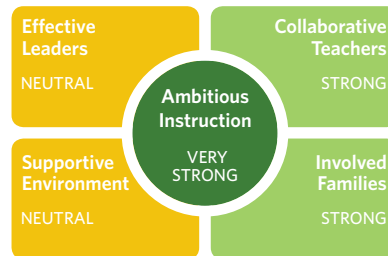 Effective
Leaders
NEUTRAL
Collaborative
Teachers
STRONG
Ambitious
Instruction
VERY
STRONG
Supportive
Environment
NEUTRAL
Involved
Families
STRONG